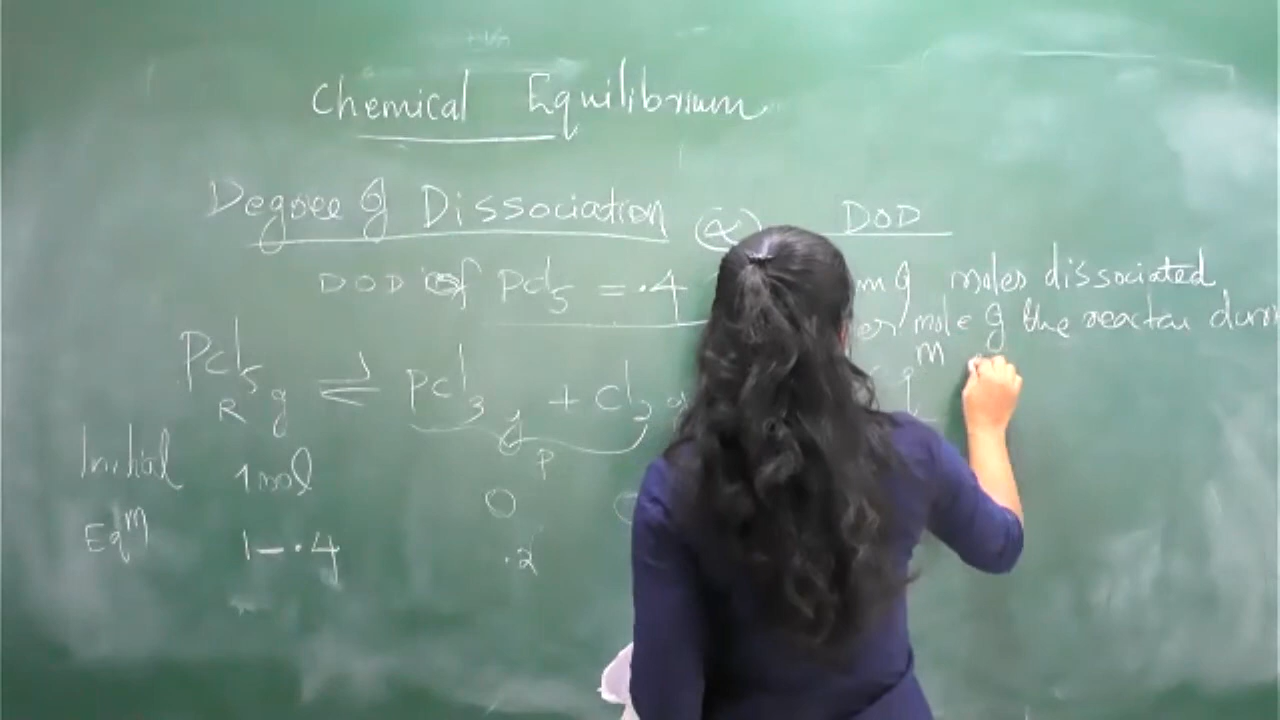 Chemical Equilibrium
Degree of Dissociation (α) DOD
DOD of PCl5 = .4
moles dissociated
mole of the reactan
PCl5 g ⇌ PCl3 g + Cl2
R
P
Initial 1 mol 0
Eqm 1 - .4 .2